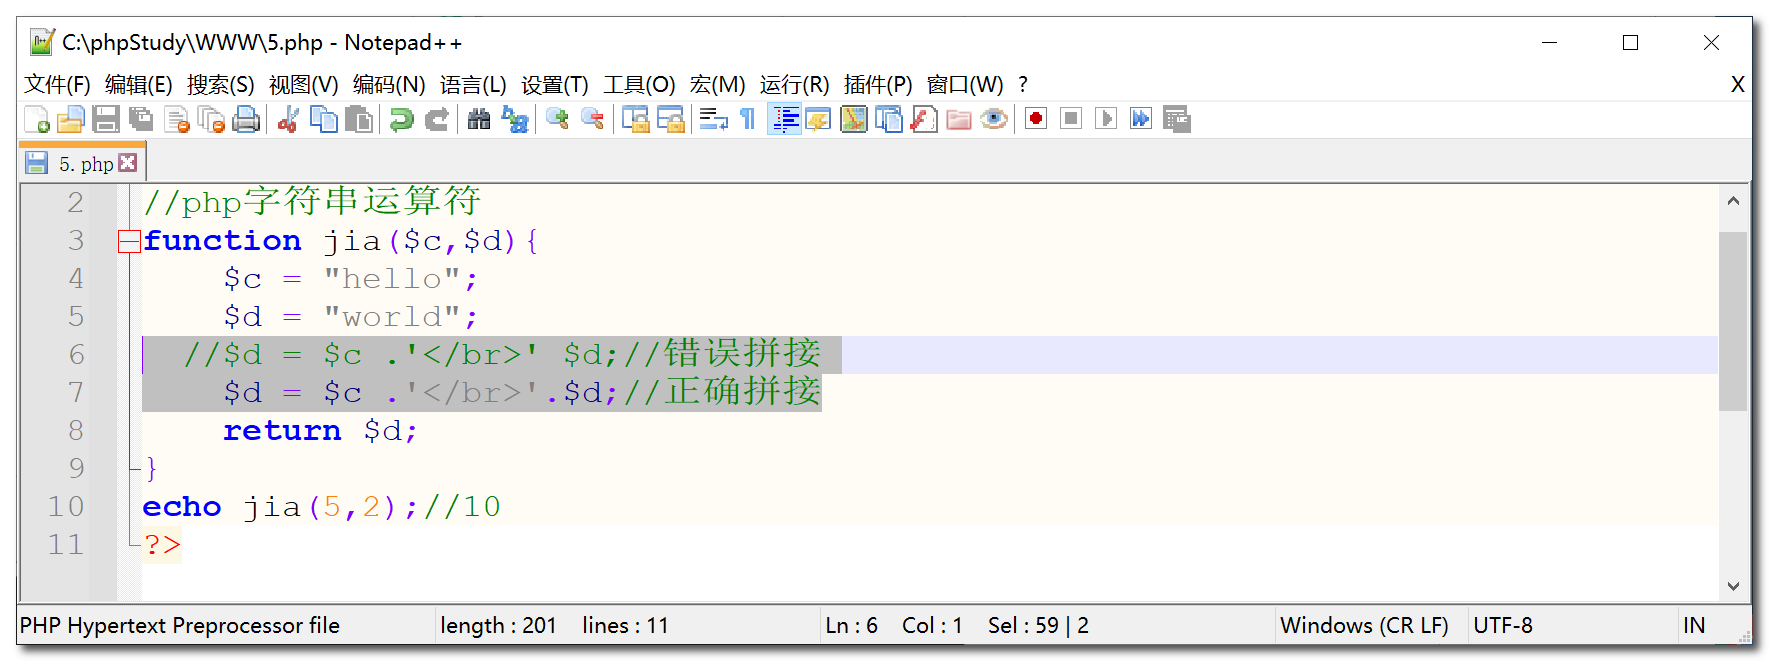 C:\phpStudy\WWW\5.php - Notepad++
文件(F) 编辑(E) 搜索(S) 视图(V) 编码(N) 语言(L) 设置(T) 工具(O) 宏(M) 运行(R) 插件(P) 窗口(W) ? X
5. php
2 //php字符串运算符
3 function jia($c,$d){
4     $c = "hello";
5     $d = "world";
6   //$d = $c .'</br>' $d;//错误拼接
7     $d = $c .'</br>'.$d;//正确拼接
8     return $d;
9 }
10 echo jia(5,2);//10
11 ?>
PHP Hypertext Preprocessor file length : 201 lines : 11 Ln : 6 Col : 1 Sel : 59 | 2 Windows (CR LF) UTF-8 IN